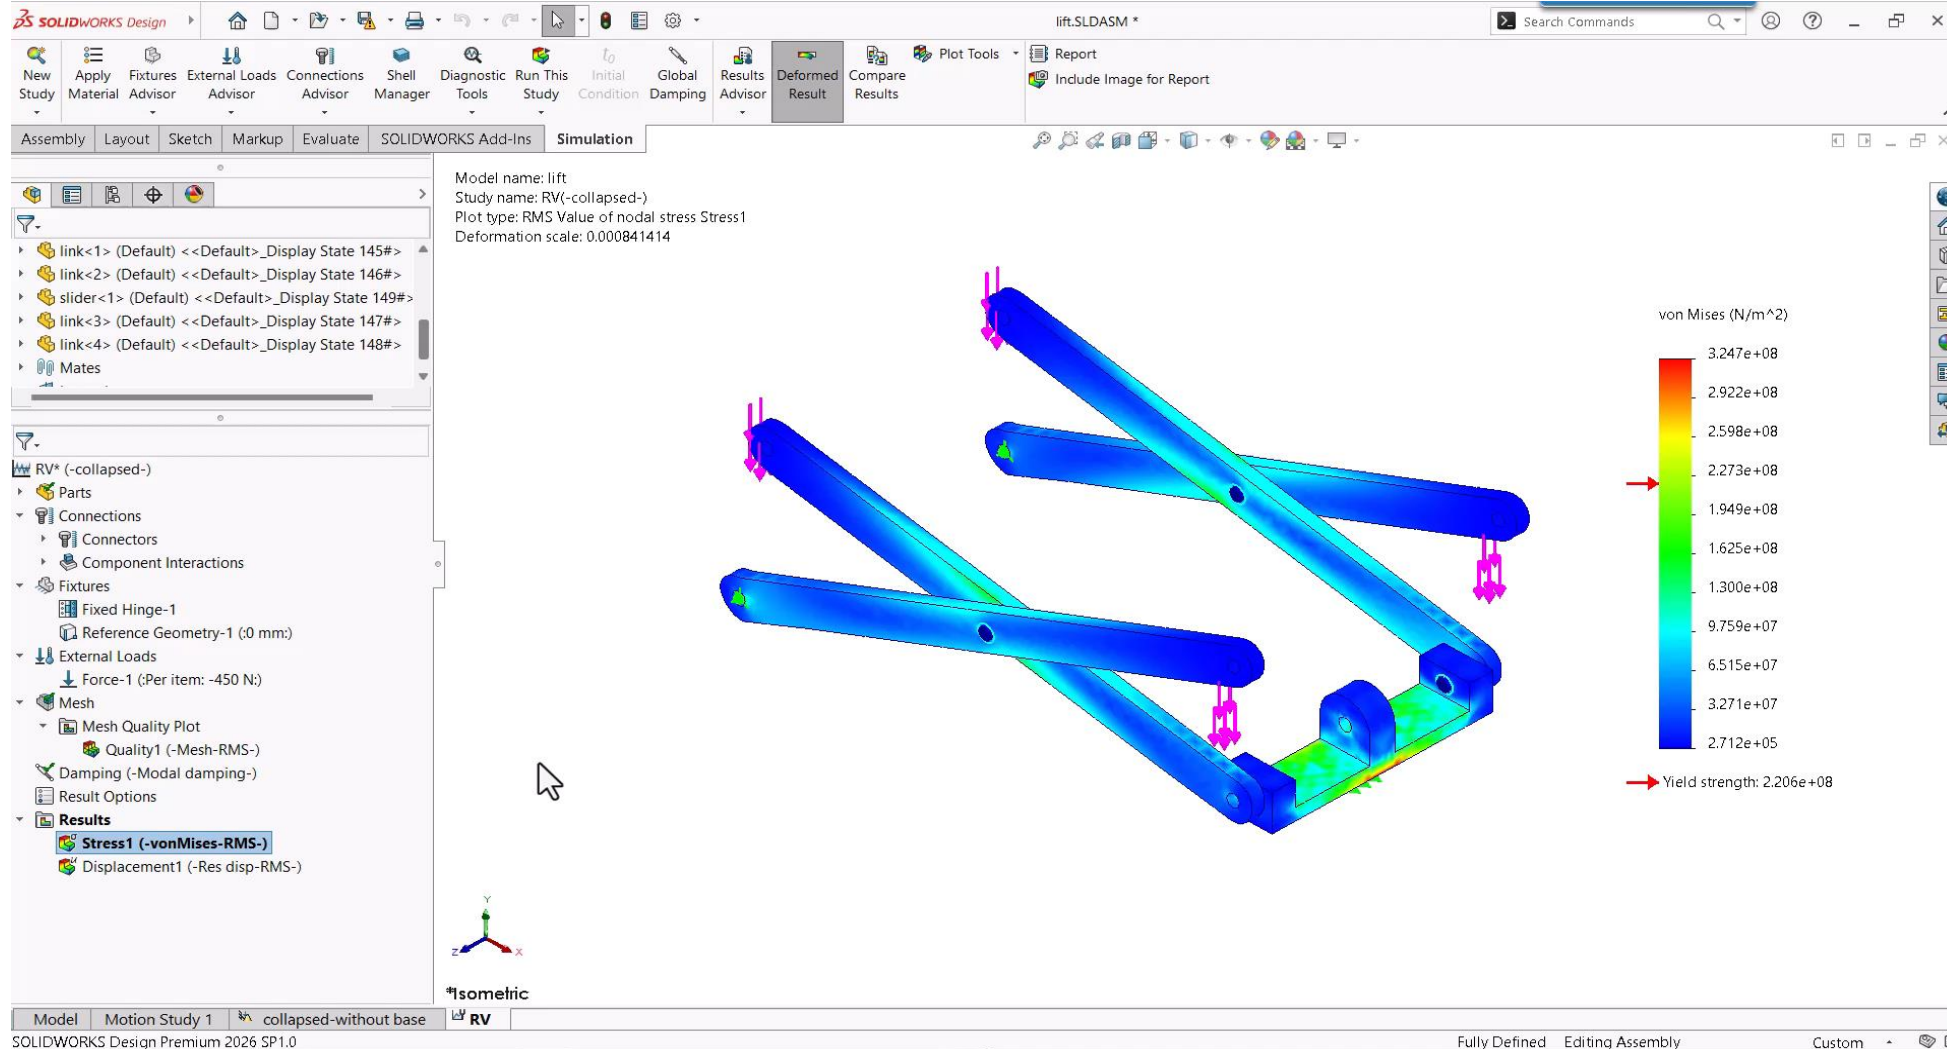 SOLIDWORKS Design
lift.SLDASM *
Search Commands
New Study
Apply Material
Fixtures Advisor
External Loads Advisor
Connections Advisor
Shell Manager
Diagnostic Tools
Run This Study
t0 Initial Condition
Global Damping
Results Advisor
Deformed Result
Compare Results
Plot Tools
Report
Include Image for Report
Assembly Layout Sketch Markup Evaluate SOLIDWORKS Add-Ins Simulation
link<1> (Default) <<Default>_Display State 145#>
link<2> (Default) <<Default>_Display State 146#>
slider<1> (Default) <<Default>_Display State 149#>
link<3> (Default) <<Default>_Display State 147#>
link<4> (Default) <<Default>_Display State 148#>
Mates
RV* (-collapsed-)
Parts
Connections
Connectors
Component Interactions
Fixtures
Fixed Hinge-1
Reference Geometry-1 (:0 mm:)
External Loads
Force-1 (:Per item: -450 N:)
Mesh
Mesh Quality Plot
Quality1 (-Mesh-RMS-)
Damping (-Modal damping-)
Result Options
Results
Stress1 (-vonMises-RMS-)
Displacement1 (-Res disp-RMS-)
Model name: lift
Study name: RV(-collapsed-)
Plot type: RMS Value of nodal stress Stress1
Deformation scale: 0.000841414
von Mises (N/m^2)
3.247e+08
2.922e+08
2.598e+08
2.273e+08
1.949e+08
1.625e+08
1.300e+08
9.759e+07
6.515e+07
3.271e+07
2.712e+05
Yield strength: 2.206e+08
Y
Z
X
*Isometric
Model Motion Study 1 collapsed-without base RV
SOLIDWORKS Design Premium 2026 SP1.0
Fully Defined Editing Assembly Custom